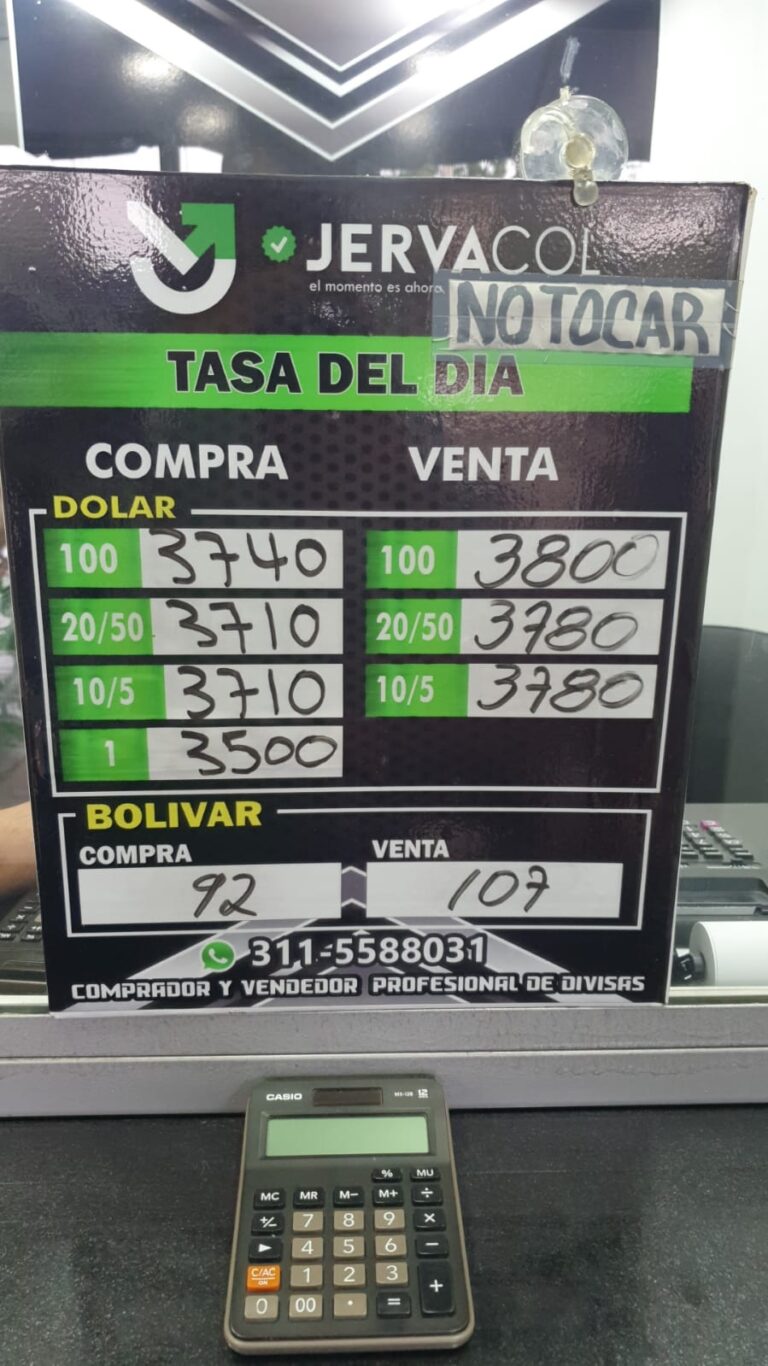 JERVACOL
el momento es ahora
NO TOCAR
TASA DEL DIA
COMPRA VENTA
DOLAR
100 3740 100 3800
20/50 3710 20/50 3780
10/5 3710 10/5 3780
1 3500
BOLIVAR
COMPRA VENTA
92 107
311-5588031
COMPRADOR Y VENDEDOR PROFESIONAL DE DIVISAS
CASIO 12
% MU
MC MR M− M+ ÷
+/− 7 8 9 ×
▶ 4 5 6 −
C/AC ON 1 2 3 +
0 00 · =